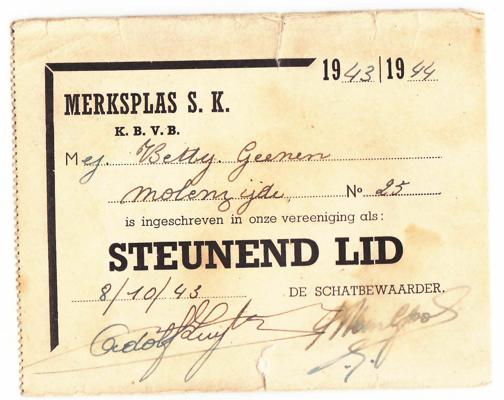 1943|1944
MERKSPLAS S. K.
K. B. V. B.
Mej. Betty Geenen
Molenzijde, No 25
is ingeschreven in onze vereeniging als:
STEUNEND LID
8/10/43 DE SCHATBEWAARDER.
Adolf